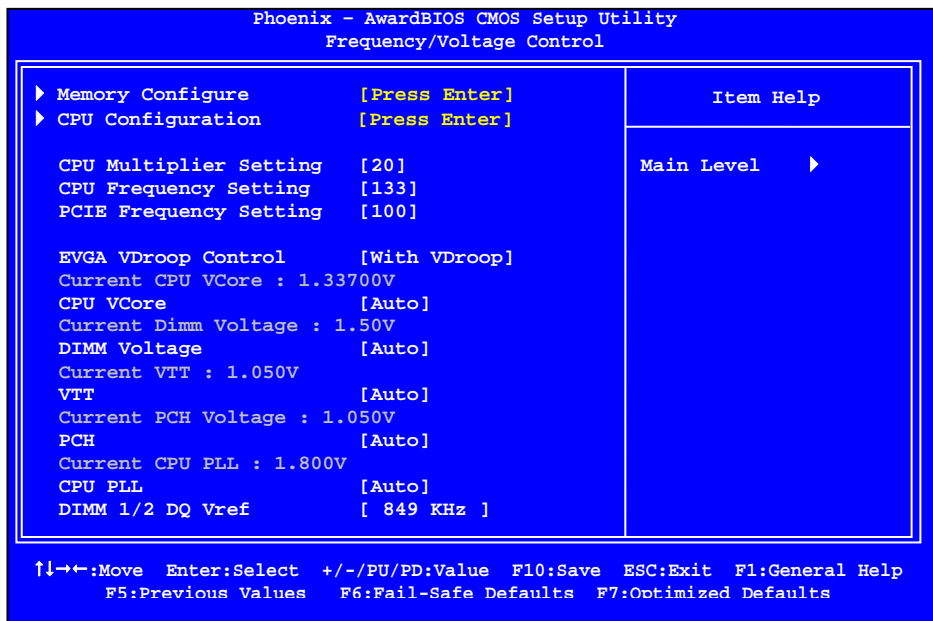 Phoenix – AwardBIOS CMOS Setup Utility
Frequency/Voltage Control
Memory Configure [Press Enter]
CPU Configuration [Press Enter]
CPU Multiplier Setting [20]
CPU Frequency Setting [133]
PCIE Frequency Setting [100]
EVGA VDroop Control [With VDroop]
Current CPU VCore : 1.33700V
CPU VCore [Auto]
Current Dimm Voltage : 1.50V
DIMM Voltage [Auto]
Current VTT : 1.050V
VTT [Auto]
Current PCH Voltage : 1.050V
PCH [Auto]
Current CPU PLL : 1.800V
CPU PLL [Auto]
DIMM 1/2 DQ Vref [ 849 KHz ]
Item Help
Main Level
↑↓→←:Move Enter:Select +/-/PU/PD:Value F10:Save ESC:Exit F1:General Help
F5:Previous Values F6:Fail-Safe Defaults F7:Optimized Defaults